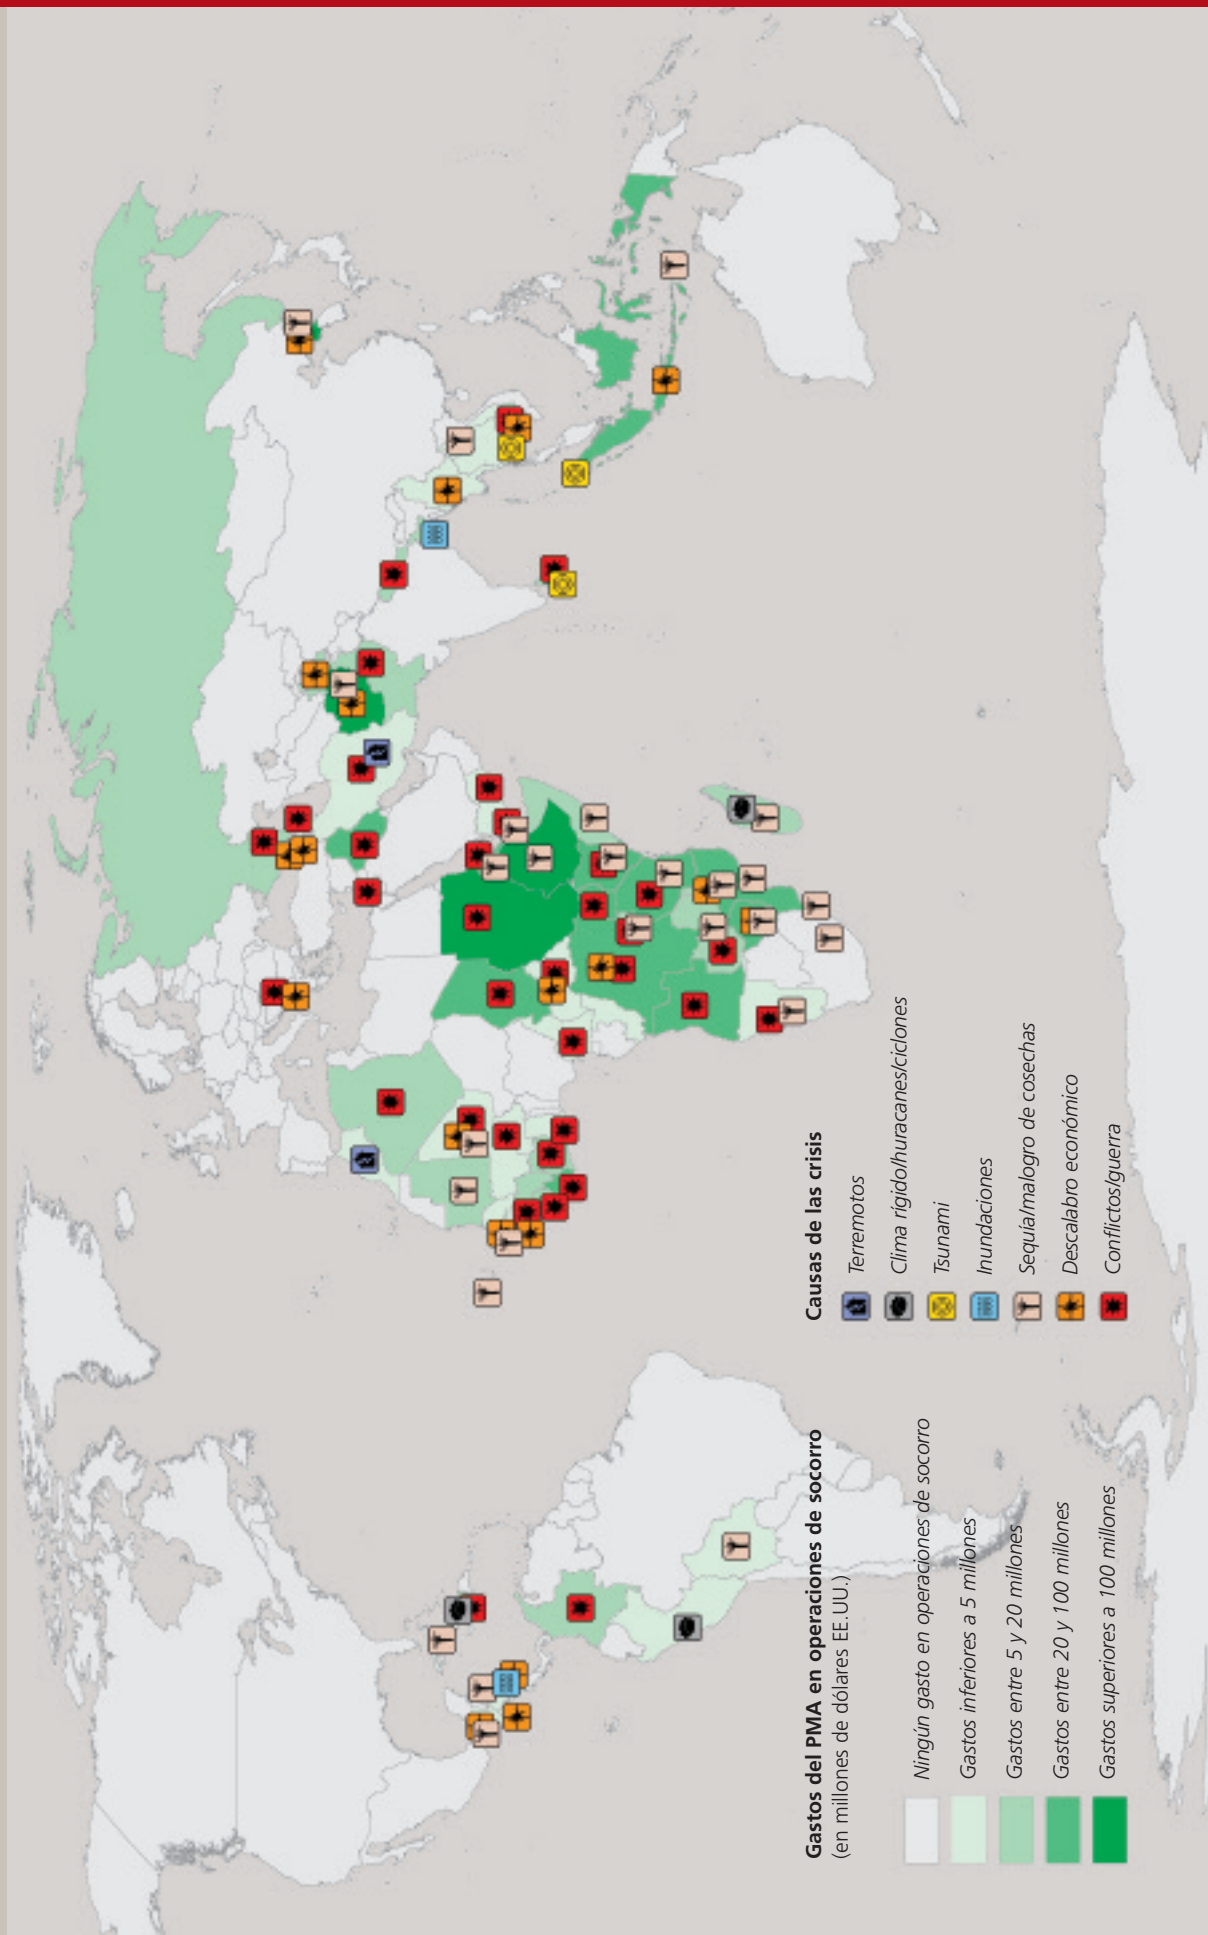 Gastos del PMA en operaciones de socorro
(en millones de dólares EE.UU.)
Ningún gasto en operaciones de socorro
Gastos inferiores a 5 millones
Gastos entre 5 y 20 millones
Gastos entre 20 y 100 millones
Gastos superiores a 100 millones
Causas de las crisis
Terremotos
Clima rígido/huracanes/ciclones
Tsunami
Inundaciones
Sequía/malogro de cosechas
Descalabro económico
Conflictos/guerra